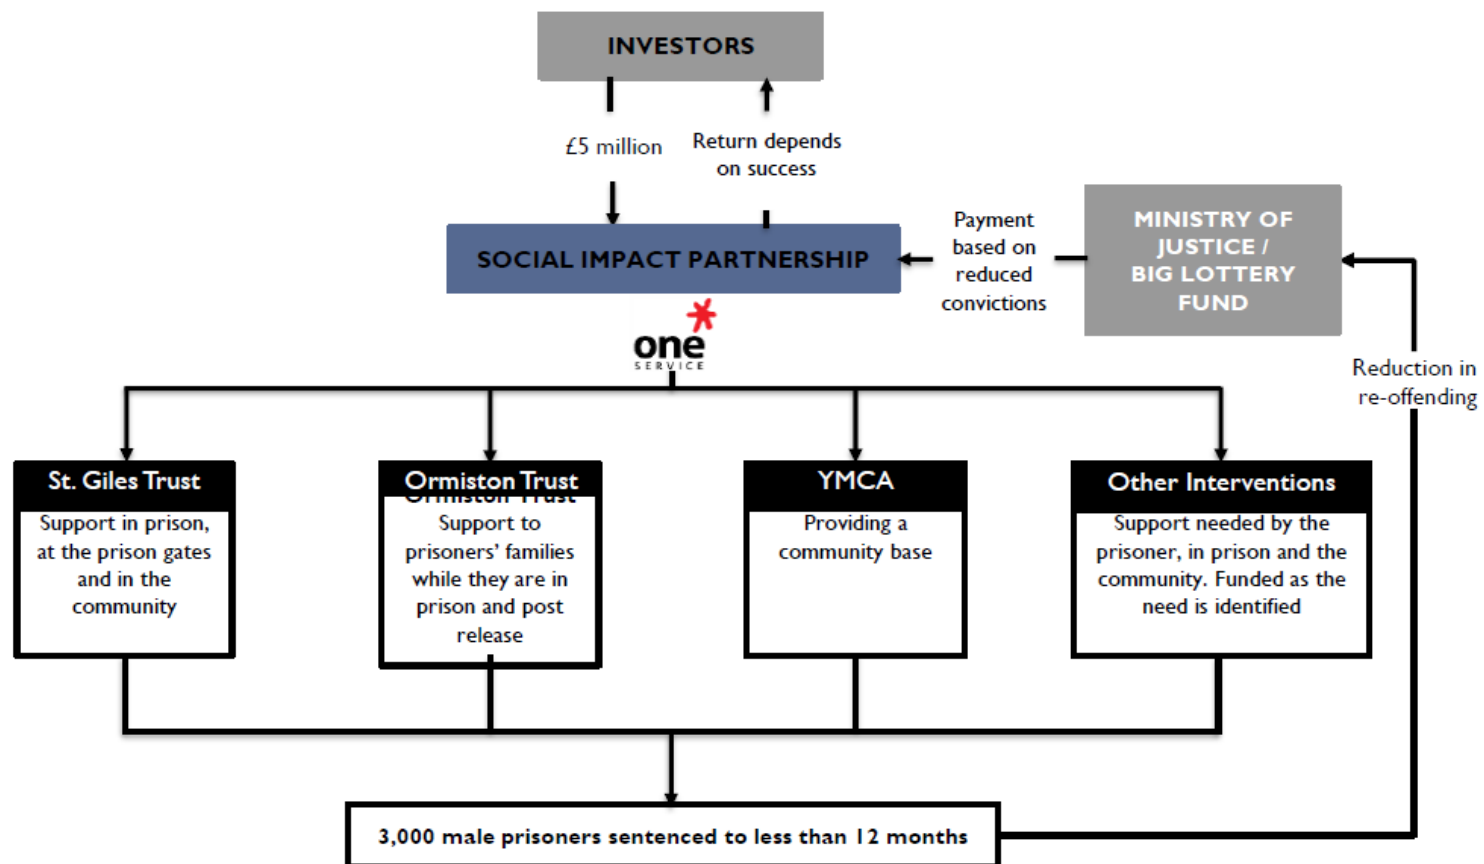 INVESTORS
£5 million
Return depends
on success
SOCIAL IMPACT PARTNERSHIP
Payment
based on
reduced
convictions
MINISTRY OF
JUSTICE /
BIG LOTTERY
FUND
one
SERVICE
Reduction in
re-offending
St. Giles Trust
Support in prison,
at the prison gates
and in the
community
Ormiston Trust
Ormiston Trust
Support to
prisoners’ families
while they are in
prison and post
release
YMCA
Providing a
community base
Other Interventions
Support needed by the
prisoner, in prison and the
community. Funded as the
need is identified
3,000 male prisoners sentenced to less than 12 months